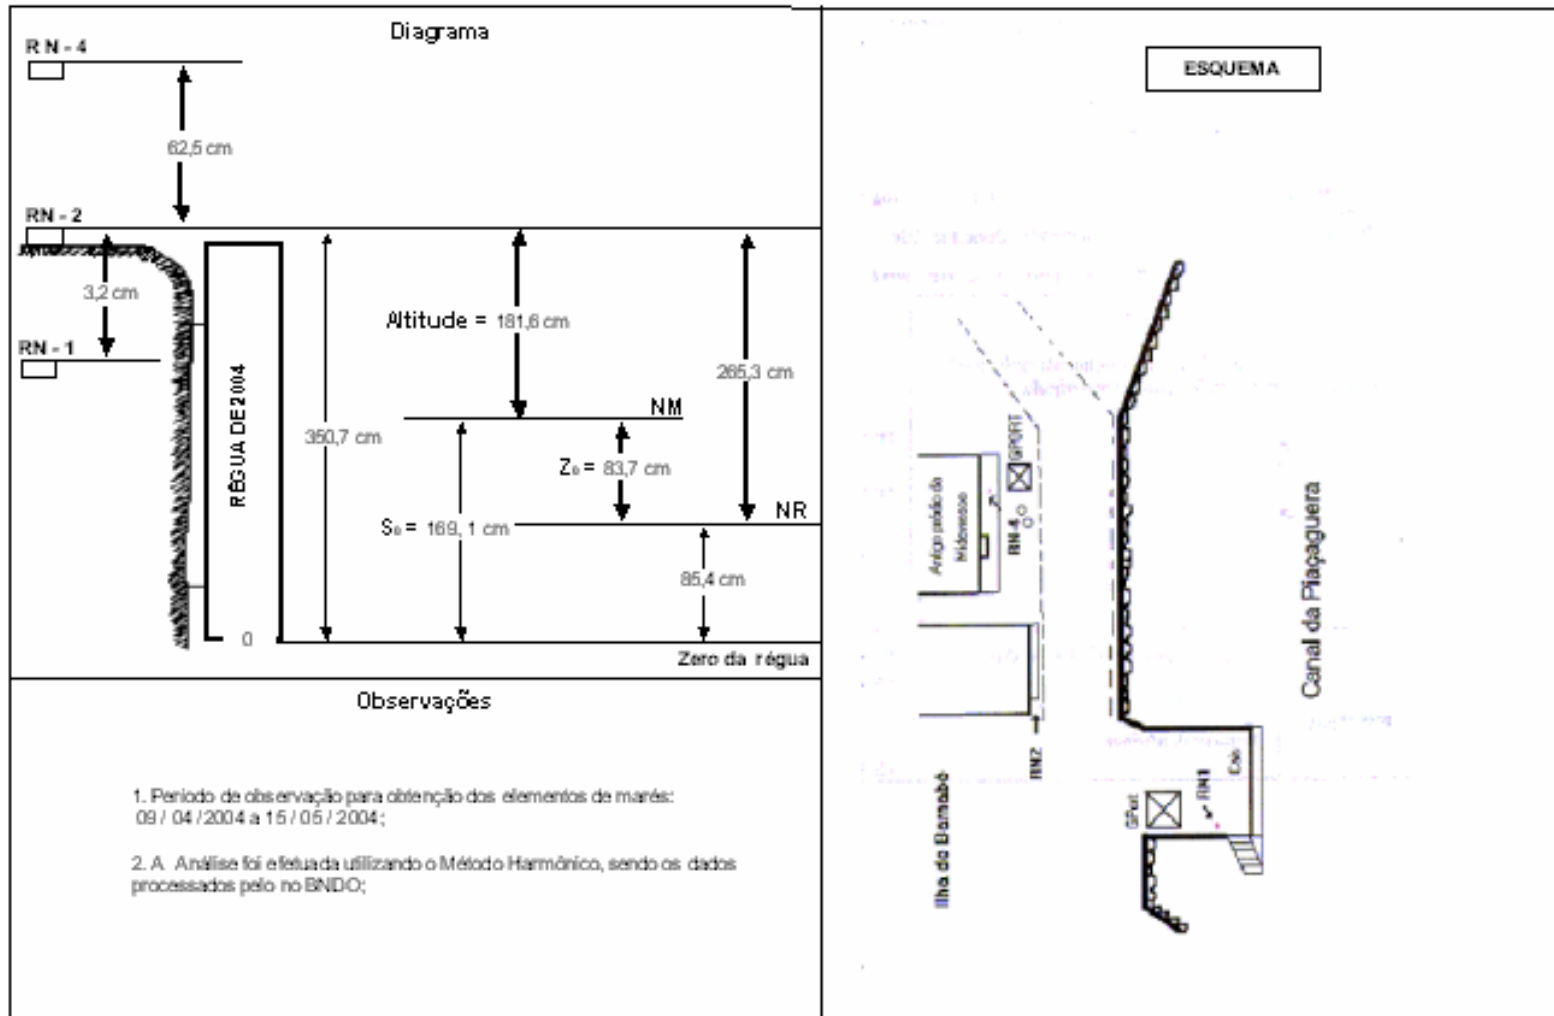 Diagrama
R N - 4
62,5 cm
RN - 2
3,2 cm
RN - 1
RÉGUA DE 2004
0
350,7 cm
Altitude = 181,6 cm
NM
Z₀ = 83,7 cm
S₀ = 169, 1 cm
265,3 cm
NR
85,4 cm
Zero da régua
Observações
1. Período de observação para obtenção dos elementos de marés:
09 / 04 / 2004 a 15 / 05 / 2004;
2. A Análise foi efetuada utilizando o Método Harmônico, sendo os dados
processados pelo no BNDO;
ESQUEMA
GPORT
RN-4
Antigo prédio da
RN2
Ilha do Barnabé
GPort
RN1
Cais
Canal da Piaçaguera